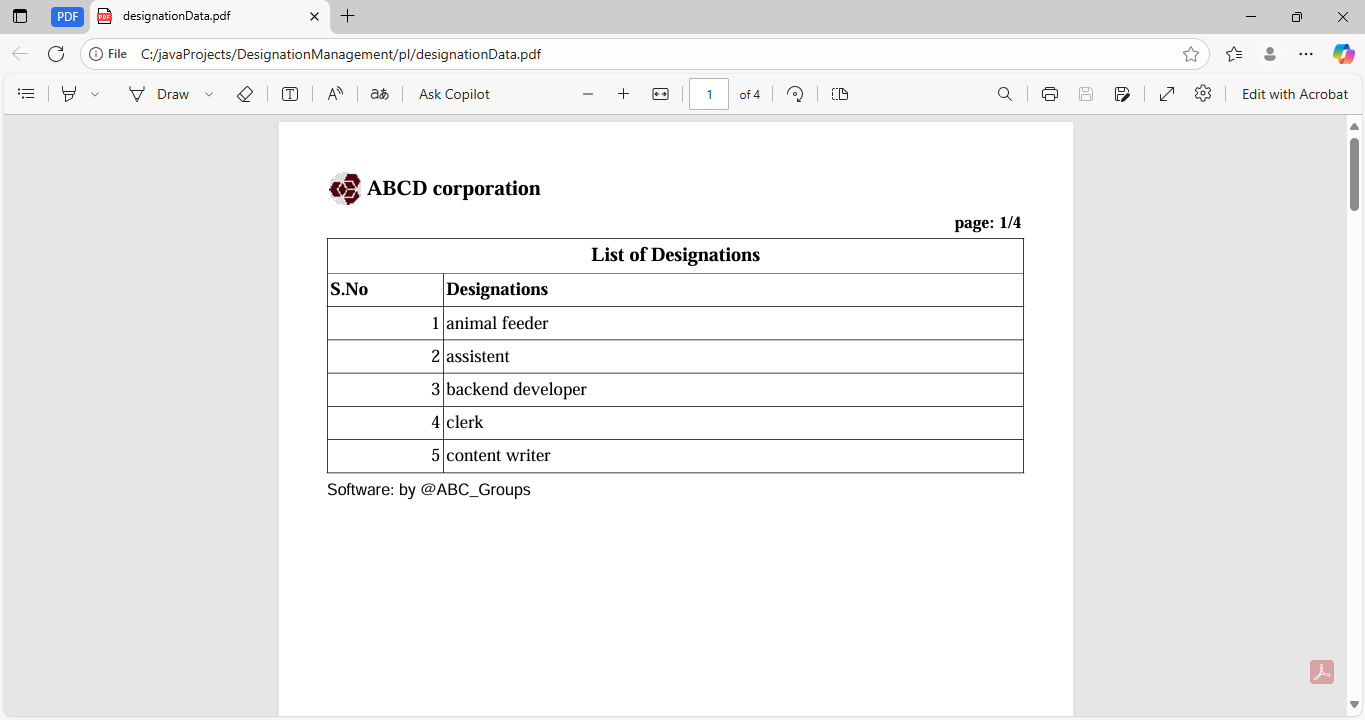 PDF designationData.pdf
File C:/javaProjects/DesignationManagement/pl/designationData.pdf
Draw T A aあ Ask Copilot 1 of 4 Edit with Acrobat
ABCD corporation
page: 1/4
List of Designations
S.No Designations
1 animal feeder
2 assistent
3 backend developer
4 clerk
5 content writer
Software: by @ABC_Groups